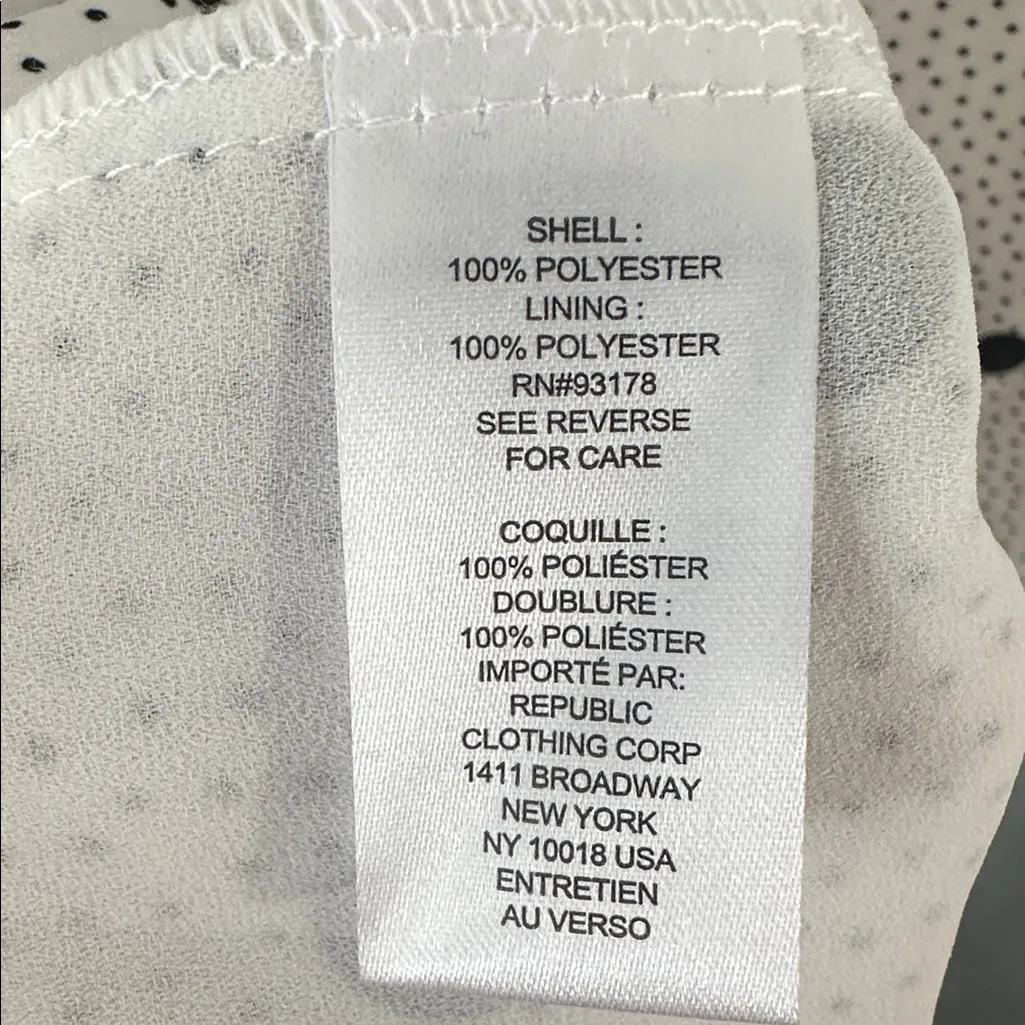 SHELL :
100% POLYESTER
LINING :
100% POLYESTER
RN#93178
SEE REVERSE
FOR CARE
COQUILLE :
100% POLIÉSTER
DOUBLURE :
100% POLIÉSTER
IMPORTÉ PAR:
REPUBLIC
CLOTHING CORP
1411 BROADWAY
NEW YORK
NY 10018 USA
ENTRETIEN
AU VERSO